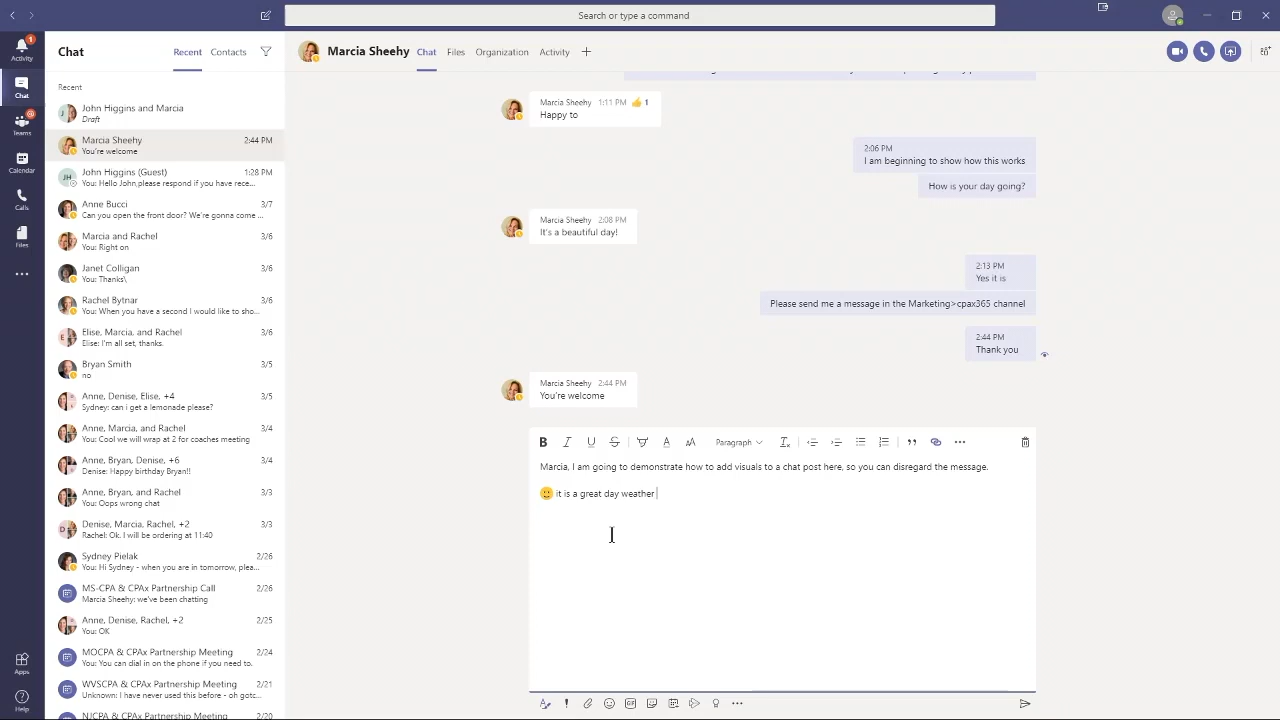 Search or type a command
1
Activity
Chat
Teams
Calendar
Calls
Files
Apps
Help
Chat
Recent
Contacts
Recent
John Higgins and Marcia
Draft
Marcia Sheehy 2:44 PM
You're welcome
John Higgins (Guest) 1:28 PM
You: Hello John,please respond if you have rece...
Anne Bucci 3/7
Can you open the front door? We're gonna come ...
Marcia and Rachel 3/6
You: Right on
Janet Colligan 3/6
You: Thanks\
Rachel Bytnar 3/6
You: When you have a second I would like to sho...
Elise, Marcia, and Rachel 3/6
Elise: I'm all set, thanks.
Bryan Smith 3/5
no
Anne, Denise, Elise, +4 3/5
Sydney: can i get a lemonade please?
Anne, Marcia, and Rachel 3/4
You: Cool we will wrap at 2 for coaches meeting
Anne, Bryan, Denise, +6 3/4
Denise: Happy birthday Bryan!!
Anne, Bryan, and Rachel 3/3
You: Oops wrong chat
Denise, Marcia, Rachel, +2 3/3
Rachel: Ok. I will be ordering at 11:40
Sydney Pielak 2/26
You: Hi Sydney - when you are in tomorrow, plea...
MS-CPA & CPAx Partnership Call 2/26
Marcia Sheehy: we've been chatting
Anne, Denise, Rachel, +2 2/25
You: OK
MOCPA & CPAx Partnership Meeting 2/24
You: You can dial in on the phone if you need to.
WVSCPA & CPAx Partnership Meeting 2/21
Unknown: I have never used this before - oh gotc...
NJCPA & CPAx Partnership Meeting 2/20
Marcia Sheehy
Chat
Files
Organization
Activity
Marcia Sheehy 1:11 PM 1
Happy to
2:06 PM
I am beginning to show how this works
How is your day going?
Marcia Sheehy 2:08 PM
It's a beautiful day!
2:13 PM
Yes it is
Please send me a message in the Marketing>cpax365 channel
2:44 PM
Thank you
Marcia Sheehy 2:44 PM
You're welcome
Paragraph
Marcia, I am going to demonstrate how to add visuals to a chat post here, so you can disregard the message.
it is a great day weather
GIF